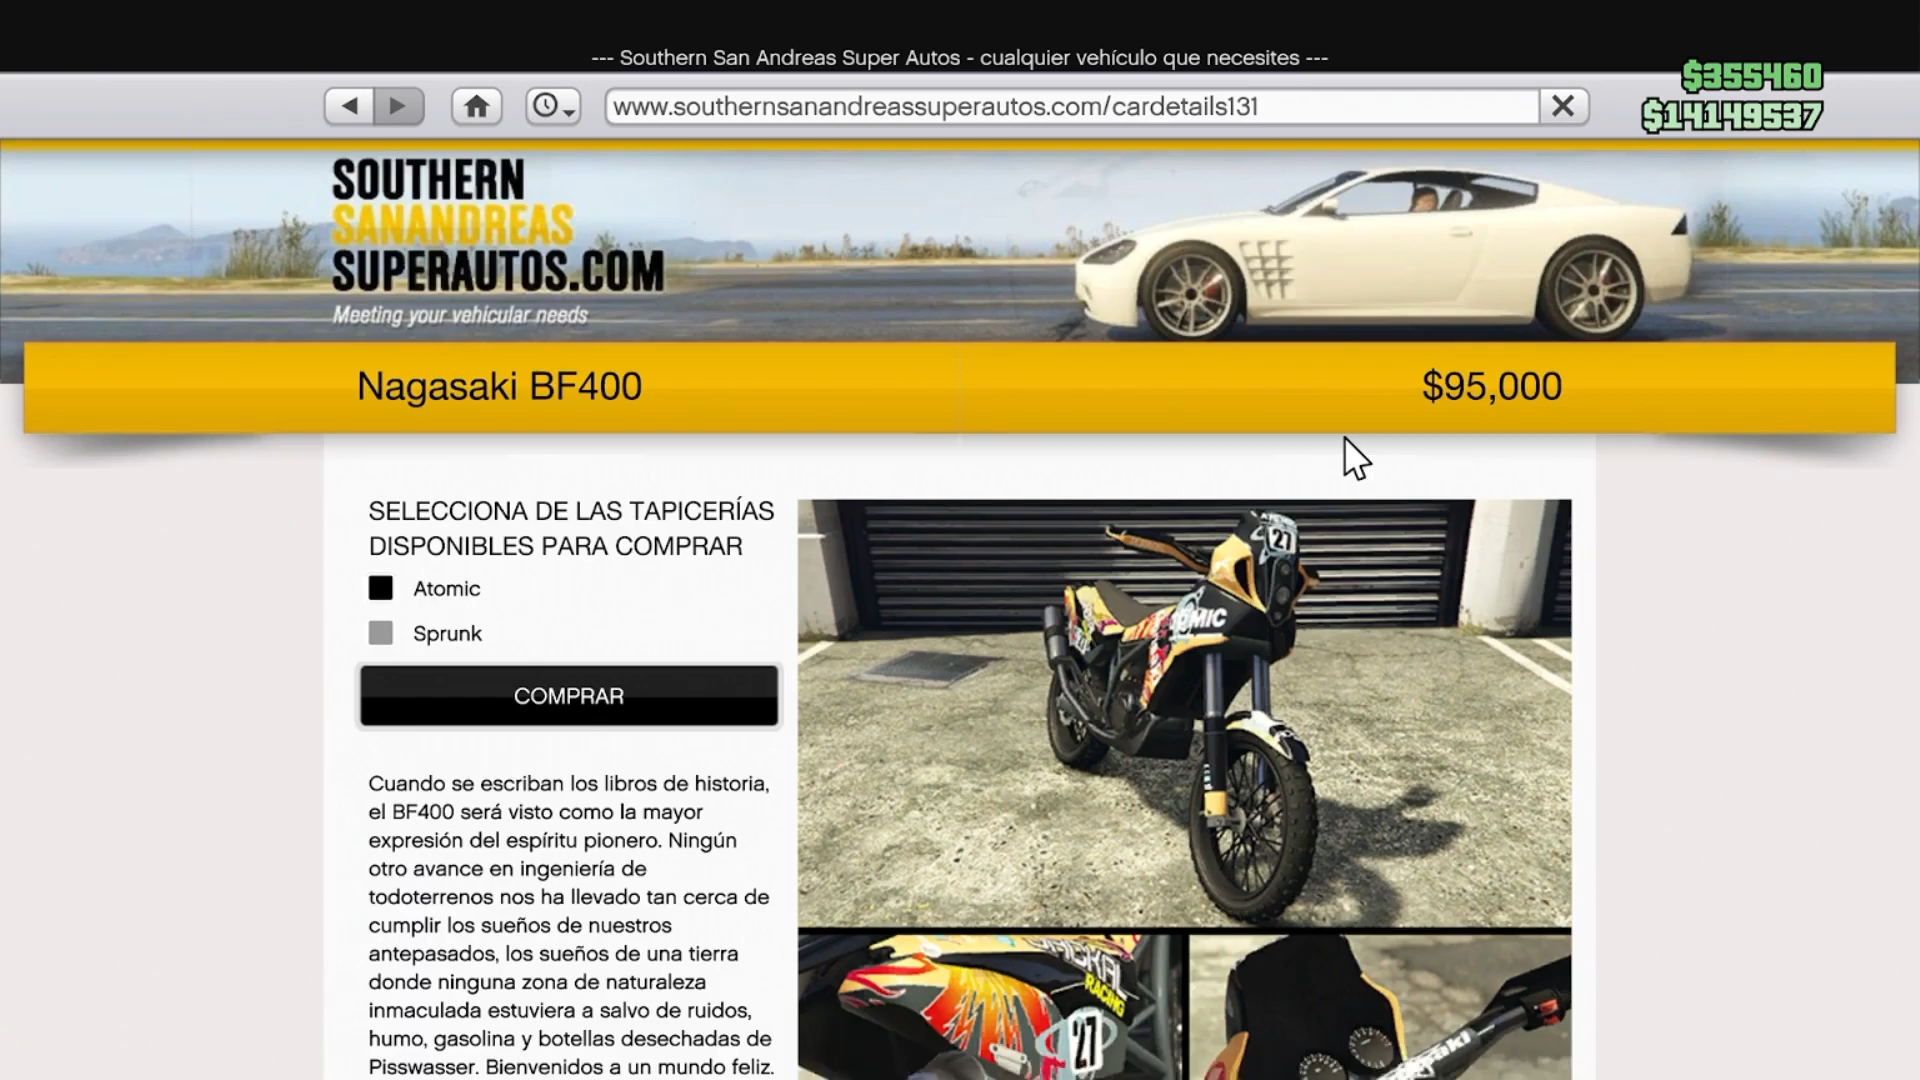 --- Southern San Andreas Super Autos - cualquier vehículo que necesites ---
$355460
www.southernsanandreassuperautos.com/cardetails131
$14149537
SOUTHERN
SANANDREAS
SUPERAUTOS.COM
Meeting your vehicular needs
Nagasaki BF400
$95,000
SELECCIONA DE LAS TAPICERÍAS
DISPONIBLES PARA COMPRAR
Atomic
Sprunk
COMPRAR
Cuando se escriban los libros de historia,
el BF400 será visto como la mayor
expresión del espíritu pionero. Ningún
otro avance en ingeniería de
todoterrenos nos ha llevado tan cerca de
cumplir los sueños de nuestros
antepasados, los sueños de una tierra
donde ninguna zona de naturaleza
inmaculada estuviera a salvo de ruidos,
humo, gasolina y botellas desechadas de
Pisswasser. Bienvenidos a un mundo feliz.
27
RACING
27